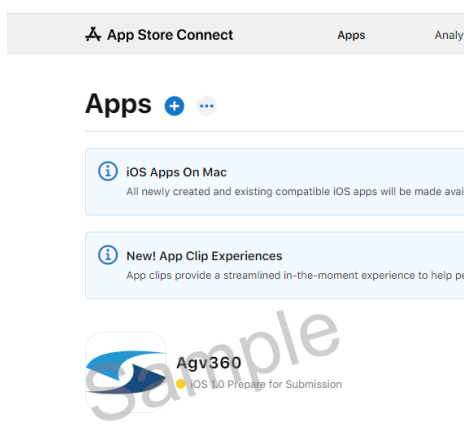 App Store Connect
Apps
Analy
Apps
iOS Apps On Mac
All newly created and existing compatible iOS apps will be made avai
New! App Clip Experiences
App clips provide a streamlined in-the-moment experience to help pe
Sample
Agv360
iOS 1.0 Prepare for Submission